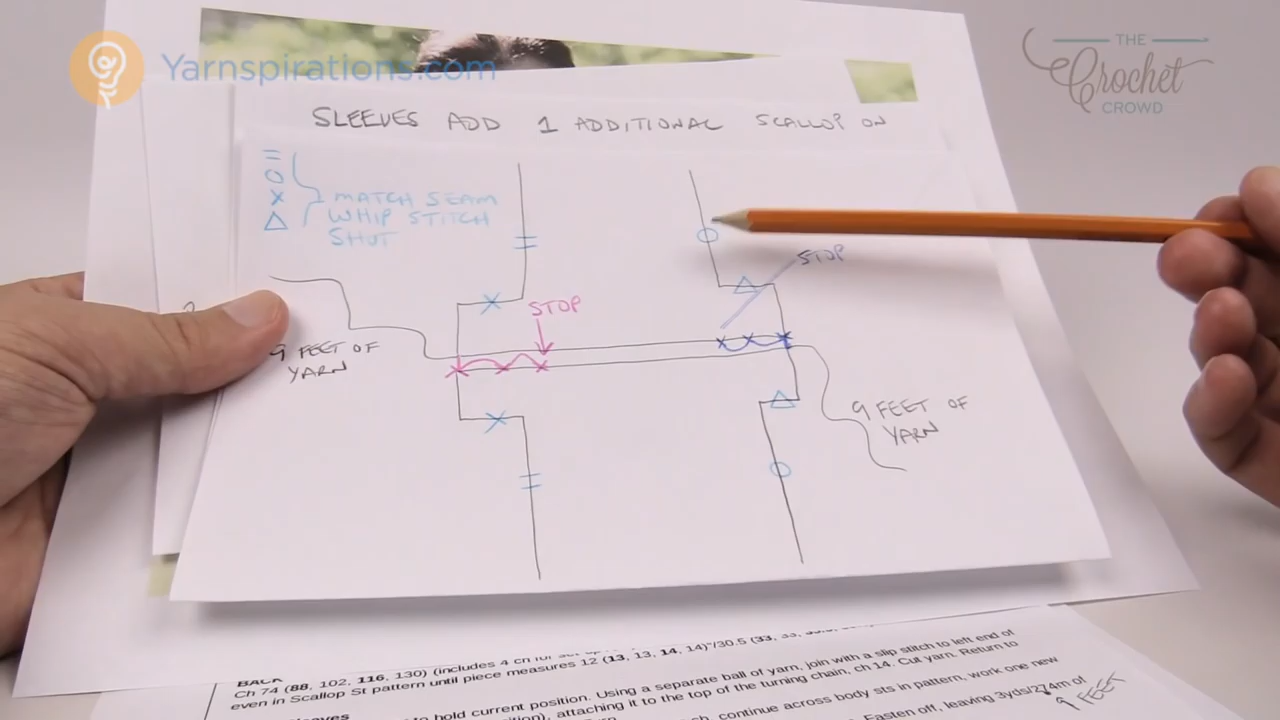 Yarnspirations.com
THE
Crochet
CROWD
SLEEVES ADD 1 ADDITIONAL SCALLOP ON
MATCH SEAM
WHIP STITCH
SHUT
STOP
STOP
9 FEET OF
YARN
9 FEET OF
YARN
BACK
Ch 74 (88, 102, 116, 130) (includes 4 ch for
even in Scallop St pattern until piece measures 12 (13, 13, 14, 14)"/30.5 (33, 33,
Sleeves
to hold current position. Using a separate ball of yarn, join with a slip stitch to left end of
attaching it to the top of the turning chain, ch 14. Cut yarn. Return to
continue across body sts in pattern, work one new
Fasten off, leaving 3yds/274m of
9 FEET